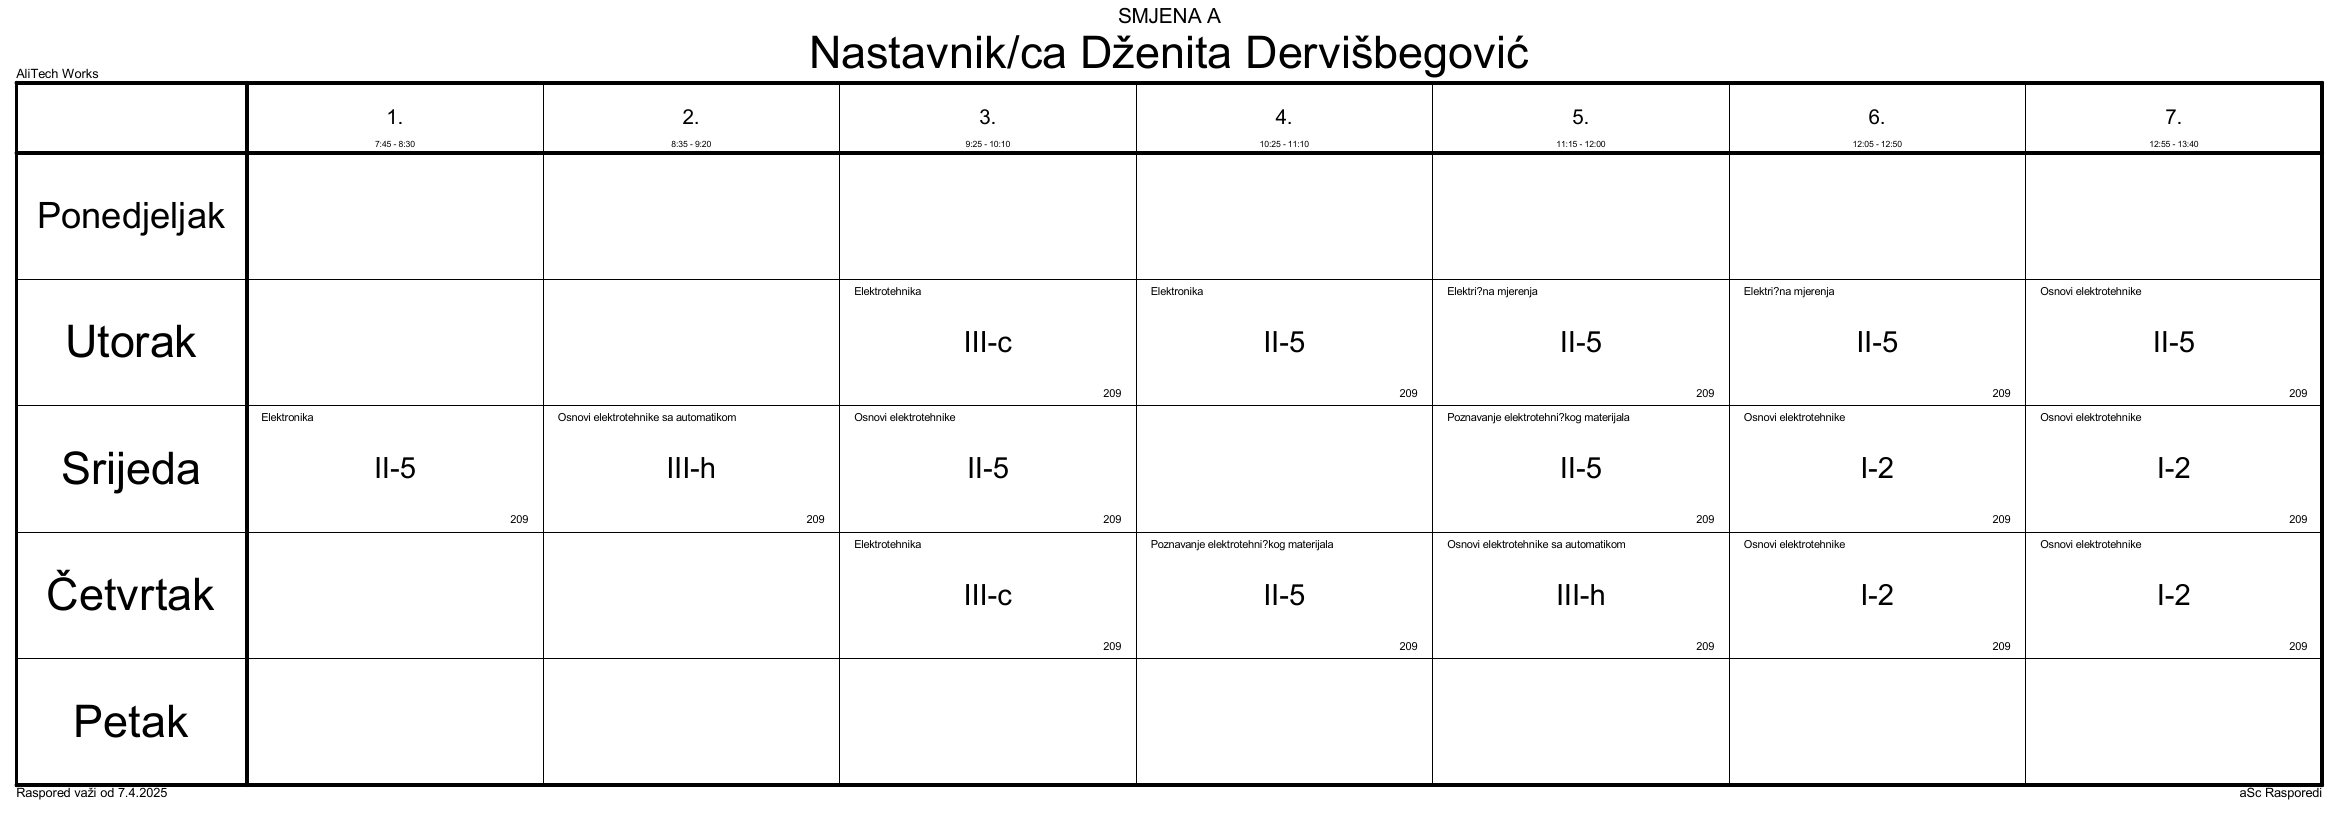 SMJENA A
Nastavnik/ca Dženita Dervišbegović
AliTech Works
1. 2. 3. 4. 5. 6. 7.
7:45 - 8:30 8:35 - 9:20 9:25 - 10:10 10:25 - 11:10 11:15 - 12:00 12:05 - 12:50 12:55 - 13:40
Ponedjeljak
Elektrotehnika Elektronika Elektri?na mjerenja Elektri?na mjerenja Osnovi elektrotehnike
Utorak III-c II-5 II-5 II-5 II-5
209 209 209 209 209
Elektronika Osnovi elektrotehnike sa automatikom Osnovi elektrotehnike Poznavanje elektrotehni?kog materijala Osnovi elektrotehnike Osnovi elektrotehnike
Srijeda II-5 III-h II-5 II-5 I-2 I-2
209 209 209 209 209 209
Elektrotehnika Poznavanje elektrotehni?kog materijala Osnovi elektrotehnike sa automatikom Osnovi elektrotehnike Osnovi elektrotehnike
Četvrtak III-c II-5 III-h I-2 I-2
209 209 209 209 209
Petak
Raspored važi od 7.4.2025 aSc Rasporedi